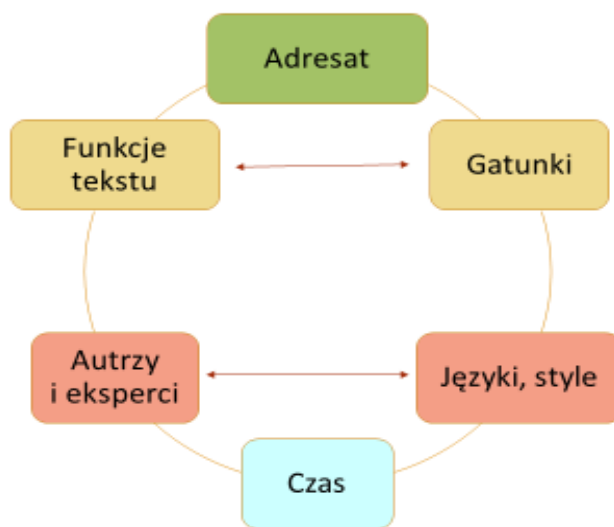 Adresat
Funkcje
tekstu
Gatunki
Autrzy
i eksperci
Języki, style
Czas